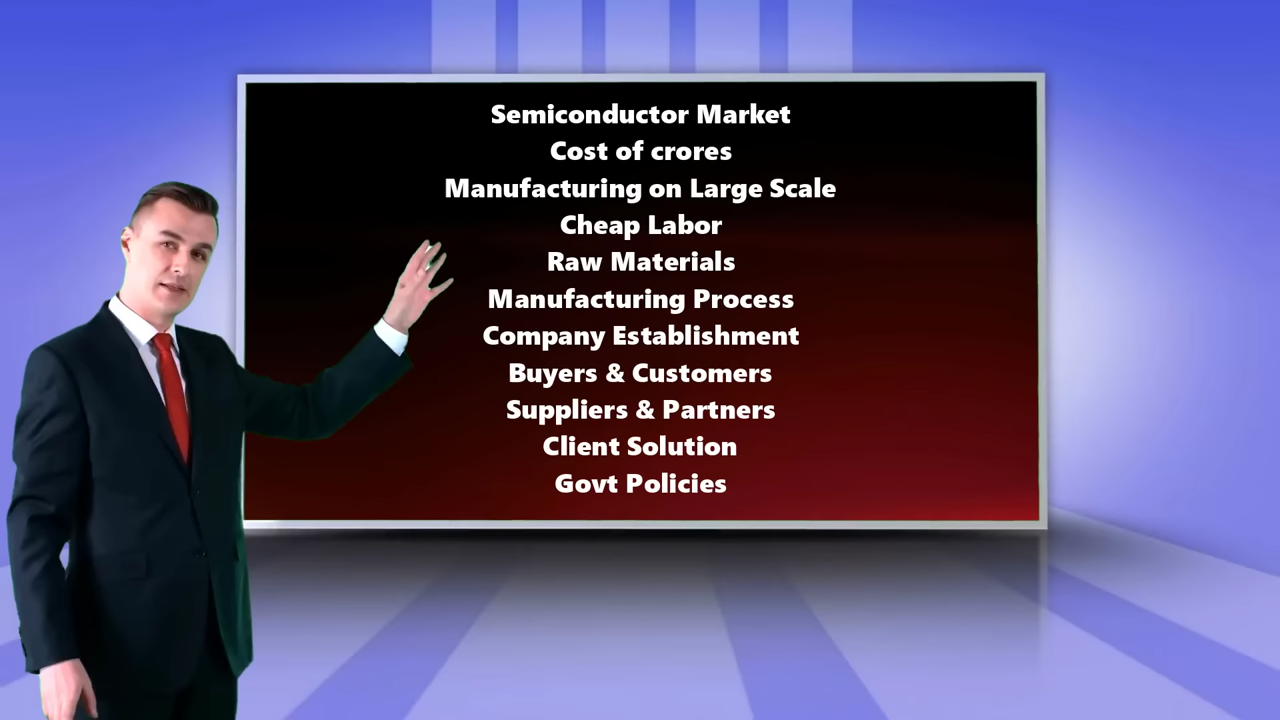 Semiconductor Market
Cost of crores
Manufacturing on Large Scale
Cheap Labor
Raw Materials
Manufacturing Process
Company Establishment
Buyers & Customers
Suppliers & Partners
Client Solution
Govt Policies